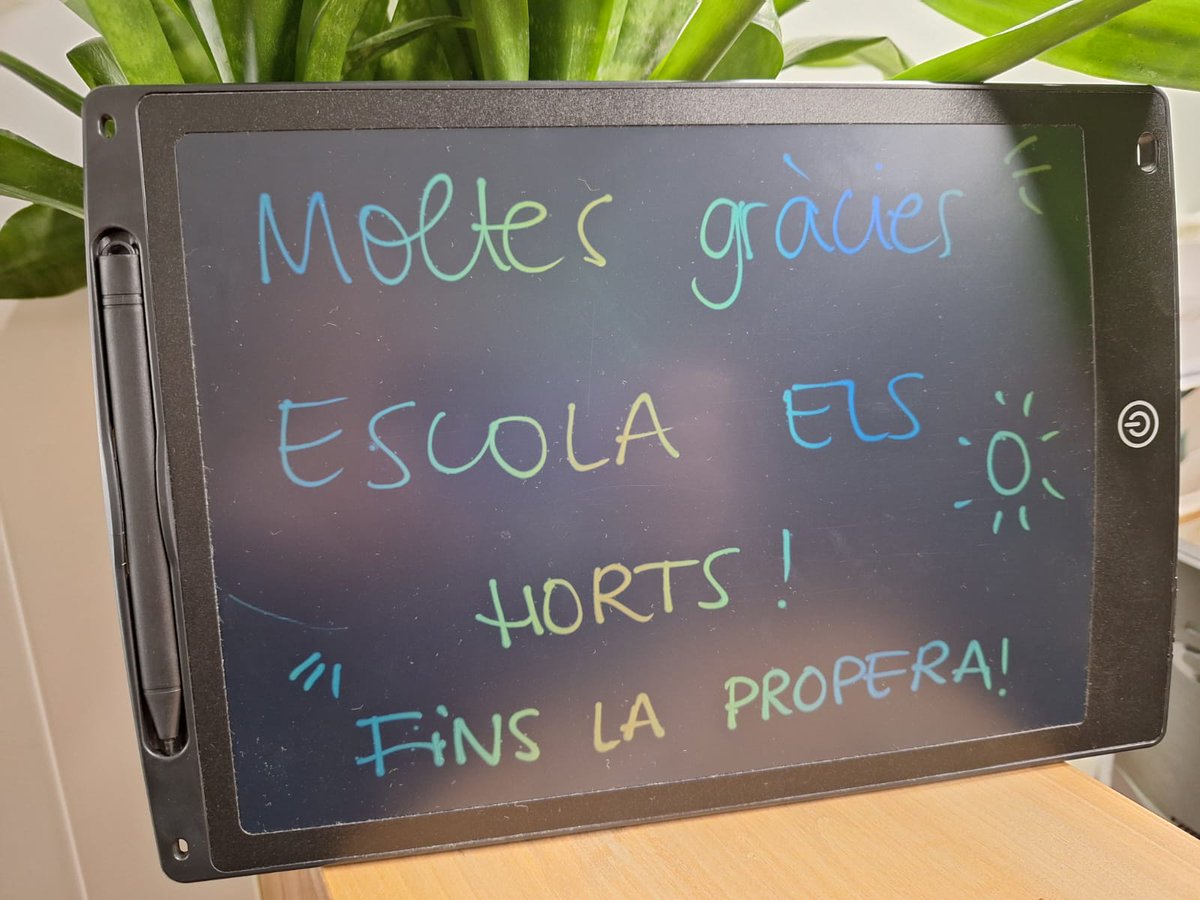 Moltes gràcies
ESCOLA ELS
HORTS!
FiNS LA PROPERA!